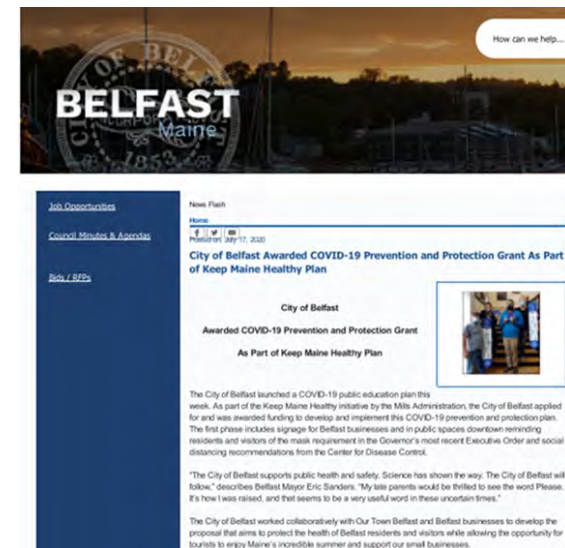 How can we help...
CITY OF BELFAST
BELFAST
Maine
1853
Job Opportunities
Council Minutes & Agendas
Bids / RFPs
News Flash
Home
Posted on: July 17, 2020
City of Belfast Awarded COVID-19 Prevention and Protection Grant As Part
of Keep Maine Healthy Plan
City of Belfast
Awarded COVID-19 Prevention and Protection Grant
As Part of Keep Maine Healthy Plan
The City of Belfast launched a COVID-19 public education plan this
week. As part of the Keep Maine Healthy initiative by the Mills Administration, the City of Belfast applied
for and was awarded funding to develop and implement this COVID-19 prevention and protection plan.
The first phase includes signage for Belfast businesses and in public spaces downtown reminding
residents and visitors of the mask requirement in the Governor's most recent Executive Order and social
distancing recommendations from the Center for Disease Control.
"The City of Belfast supports public health and safety. Science has shown the way. The City of Belfast will
follow," describes Belfast Mayor Eric Sanders. "My late parents would be thrilled to see the word Please.
It's how I was raised, and that seems to be a very useful word in these uncertain times."
The City of Belfast worked collaboratively with Our Town Belfast and Belfast businesses to develop the
proposal that aims to protect the health of Belfast residents and visitors while allowing the opportunity for
tourists to enjoy Maine's incredible summer and support our small businesses.